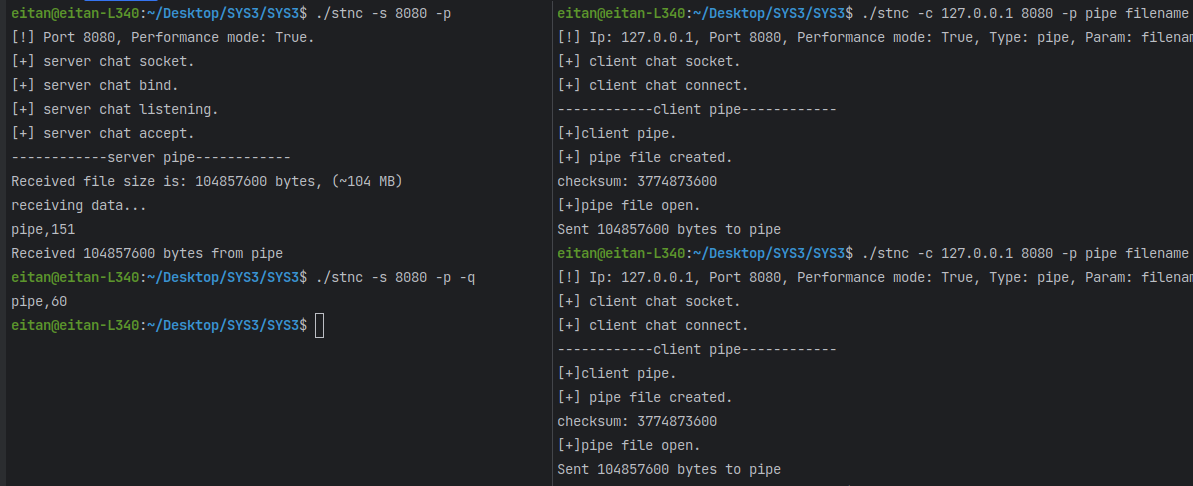 eitan@eitan-L340:~/Desktop/SYS3/SYS3$ ./stnc -s 8080 -p
[!] Port 8080, Performance mode: True.
[+] server chat socket.
[+] server chat bind.
[+] server chat listening.
[+] server chat accept.
------------server pipe------------
Received file size is: 104857600 bytes, (~104 MB)
receiving data...
pipe,151
Received 104857600 bytes from pipe
eitan@eitan-L340:~/Desktop/SYS3/SYS3$ ./stnc -s 8080 -p -q
pipe,60
eitan@eitan-L340:~/Desktop/SYS3/SYS3$
eitan@eitan-L340:~/Desktop/SYS3/SYS3$ ./stnc -c 127.0.0.1 8080 -p pipe filename
[!] Ip: 127.0.0.1, Port 8080, Performance mode: True, Type: pipe, Param: filenam
[+] client chat socket.
[+] client chat connect.
------------client pipe------------
[+]client pipe.
[+] pipe file created.
checksum: 3774873600
[+]pipe file open.
Sent 104857600 bytes to pipe
eitan@eitan-L340:~/Desktop/SYS3/SYS3$ ./stnc -c 127.0.0.1 8080 -p pipe filename
[!] Ip: 127.0.0.1, Port 8080, Performance mode: True, Type: pipe, Param: filenam
[+] client chat socket.
[+] client chat connect.
------------client pipe------------
[+]client pipe.
[+] pipe file created.
checksum: 3774873600
[+]pipe file open.
Sent 104857600 bytes to pipe